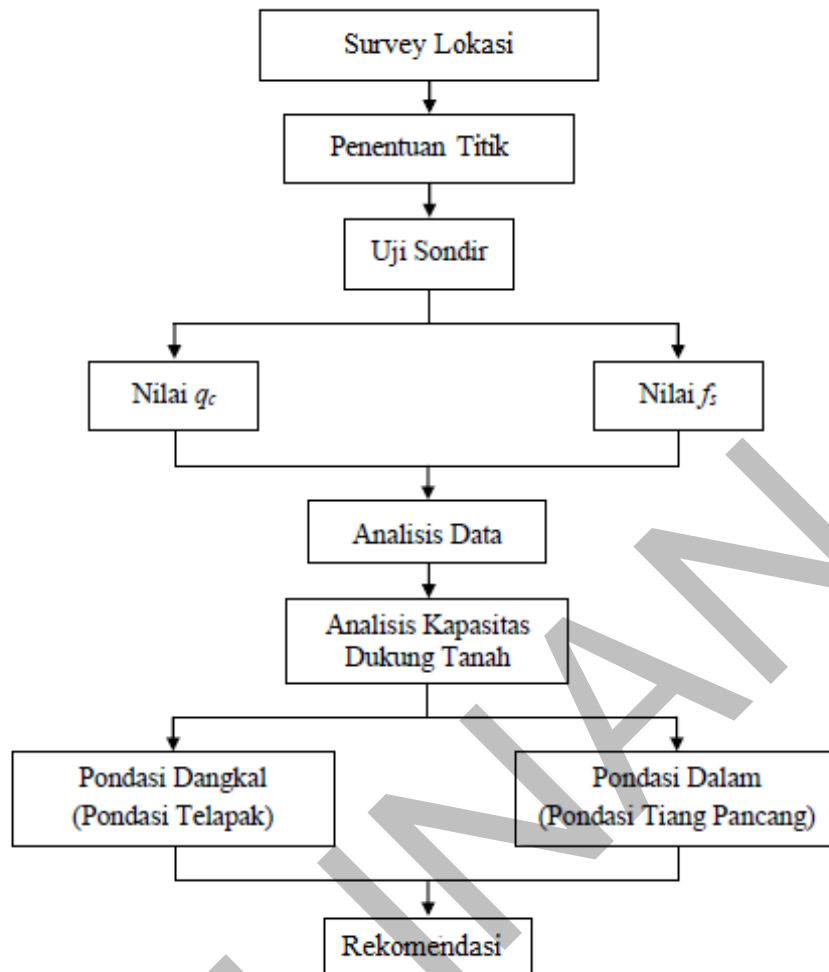 Survey Lokasi
Penentuan Titik
Uji Sondir
Nilai qc
Nilai fs
Analisis Data
Analisis Kapasitas
Dukung Tanah
Pondasi Dangkal
(Pondasi Telapak)
Pondasi Dalam
(Pondasi Tiang Pancang)
Rekomendasi
INAN